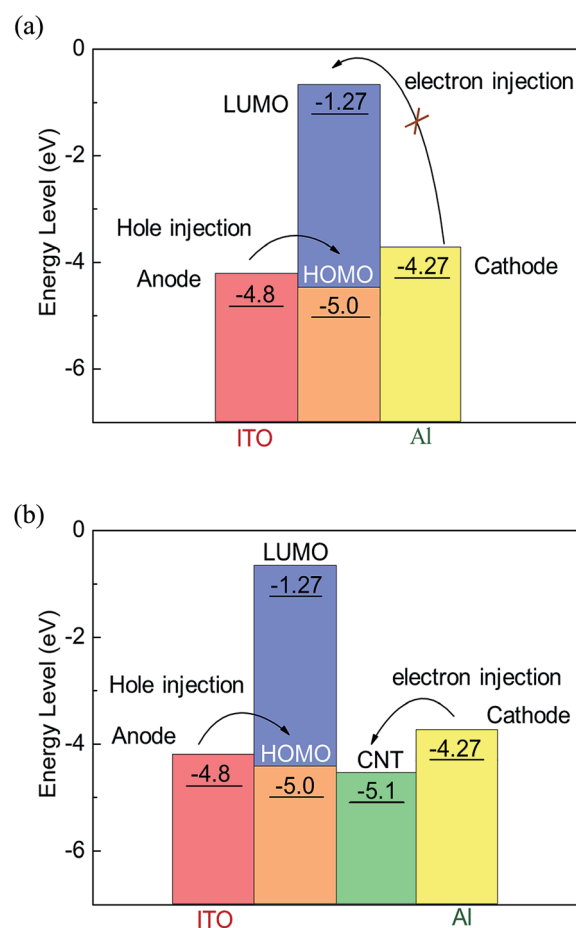 (a)
0
electron injection
LUMO
-1.27
-2
Energy Level (eV)
Hole injection
-4
Anode
HOMO
-4.27
Cathode
-4.8
-5.0
-6
ITO
Al
(b)
0
LUMO
-1.27
-2
Energy Level (eV)
Hole injection
electron injection
Anode
Cathode
-4
HOMO
CNT
-4.27
-4.8
-5.0
-5.1
-6
ITO
Al